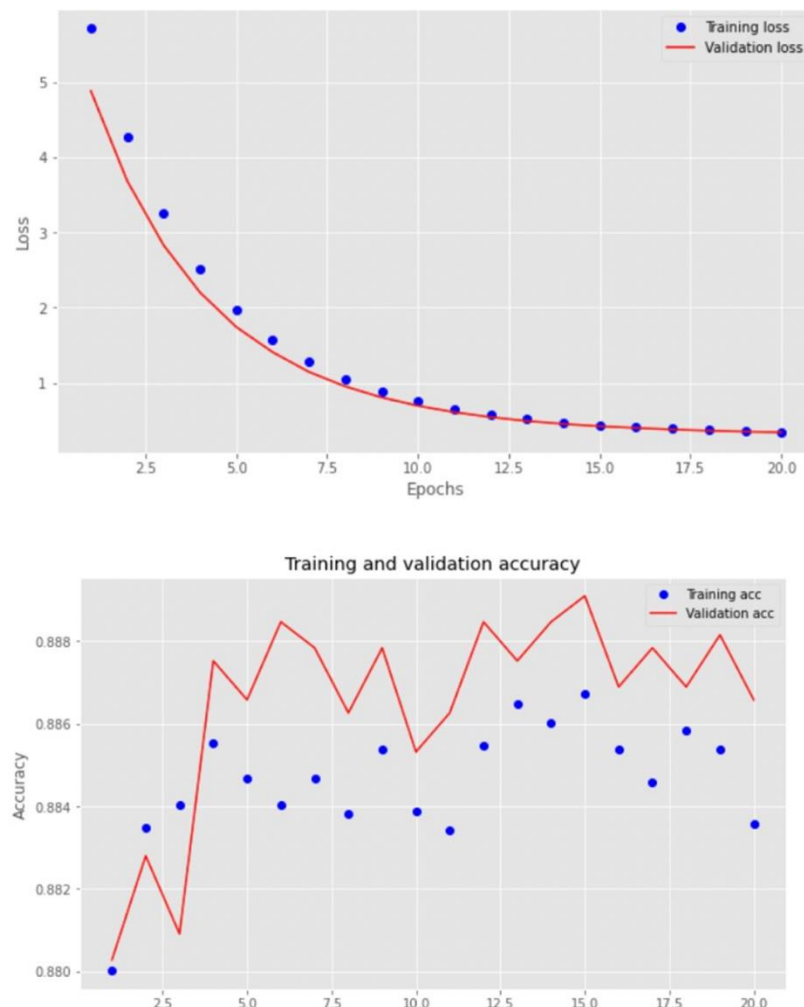 Training loss
Validation loss
5
4
3
2
1
Loss
2.5 5.0 7.5 10.0 12.5 15.0 17.5 20.0
Epochs
Training and validation accuracy
Training acc
Validation acc
0.888
0.886
0.884
0.882
0.880
Accuracy
2.5 5.0 7.5 10.0 12.5 15.0 17.5 20.0